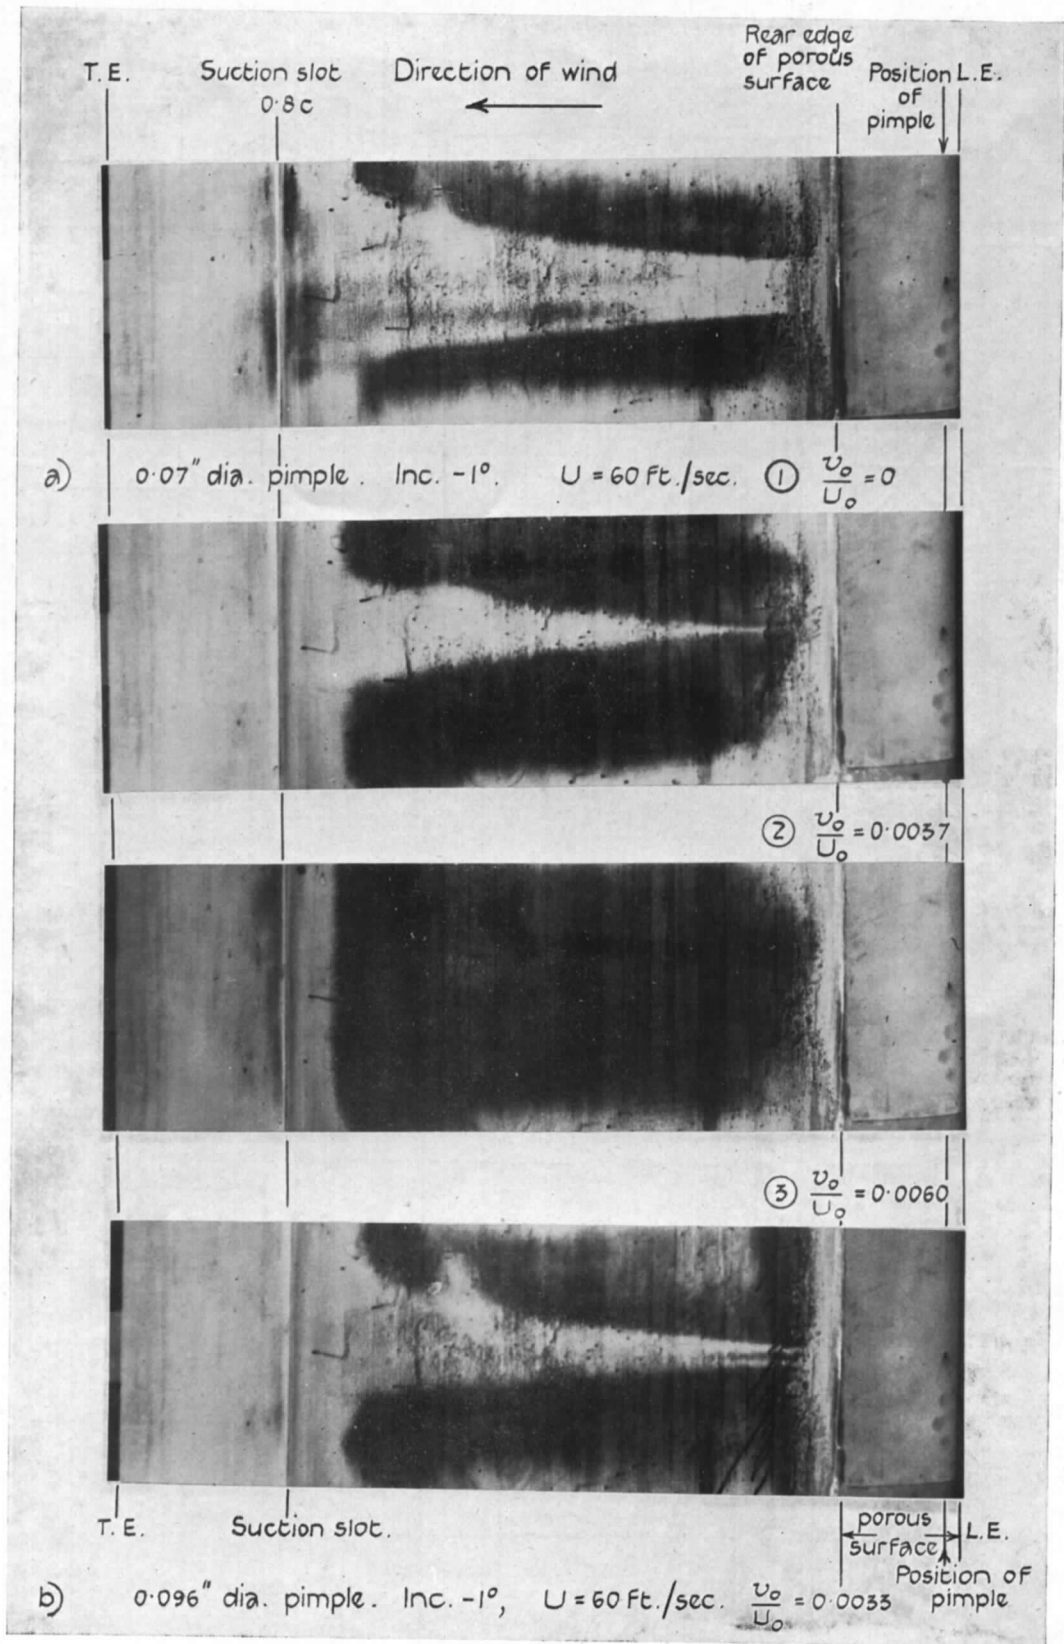 T. E.
Suction slot
0·8 c
Direction of wind
Rear edge
of porous
surface
Position
of
pimple
L.E.
a) 0·07" dia. pimple. Inc. -1°. U = 60 ft./sec. ① v₀/U₀ = 0
② v₀/U₀ = 0·0037
③ v₀/U₀ = 0·0060
T. E.
Suction slot.
porous
surface
L.E.
Position of
pimple
b) 0·096" dia. pimple. Inc. -1°, U = 60 ft./sec. v₀/U₀ = 0·0033